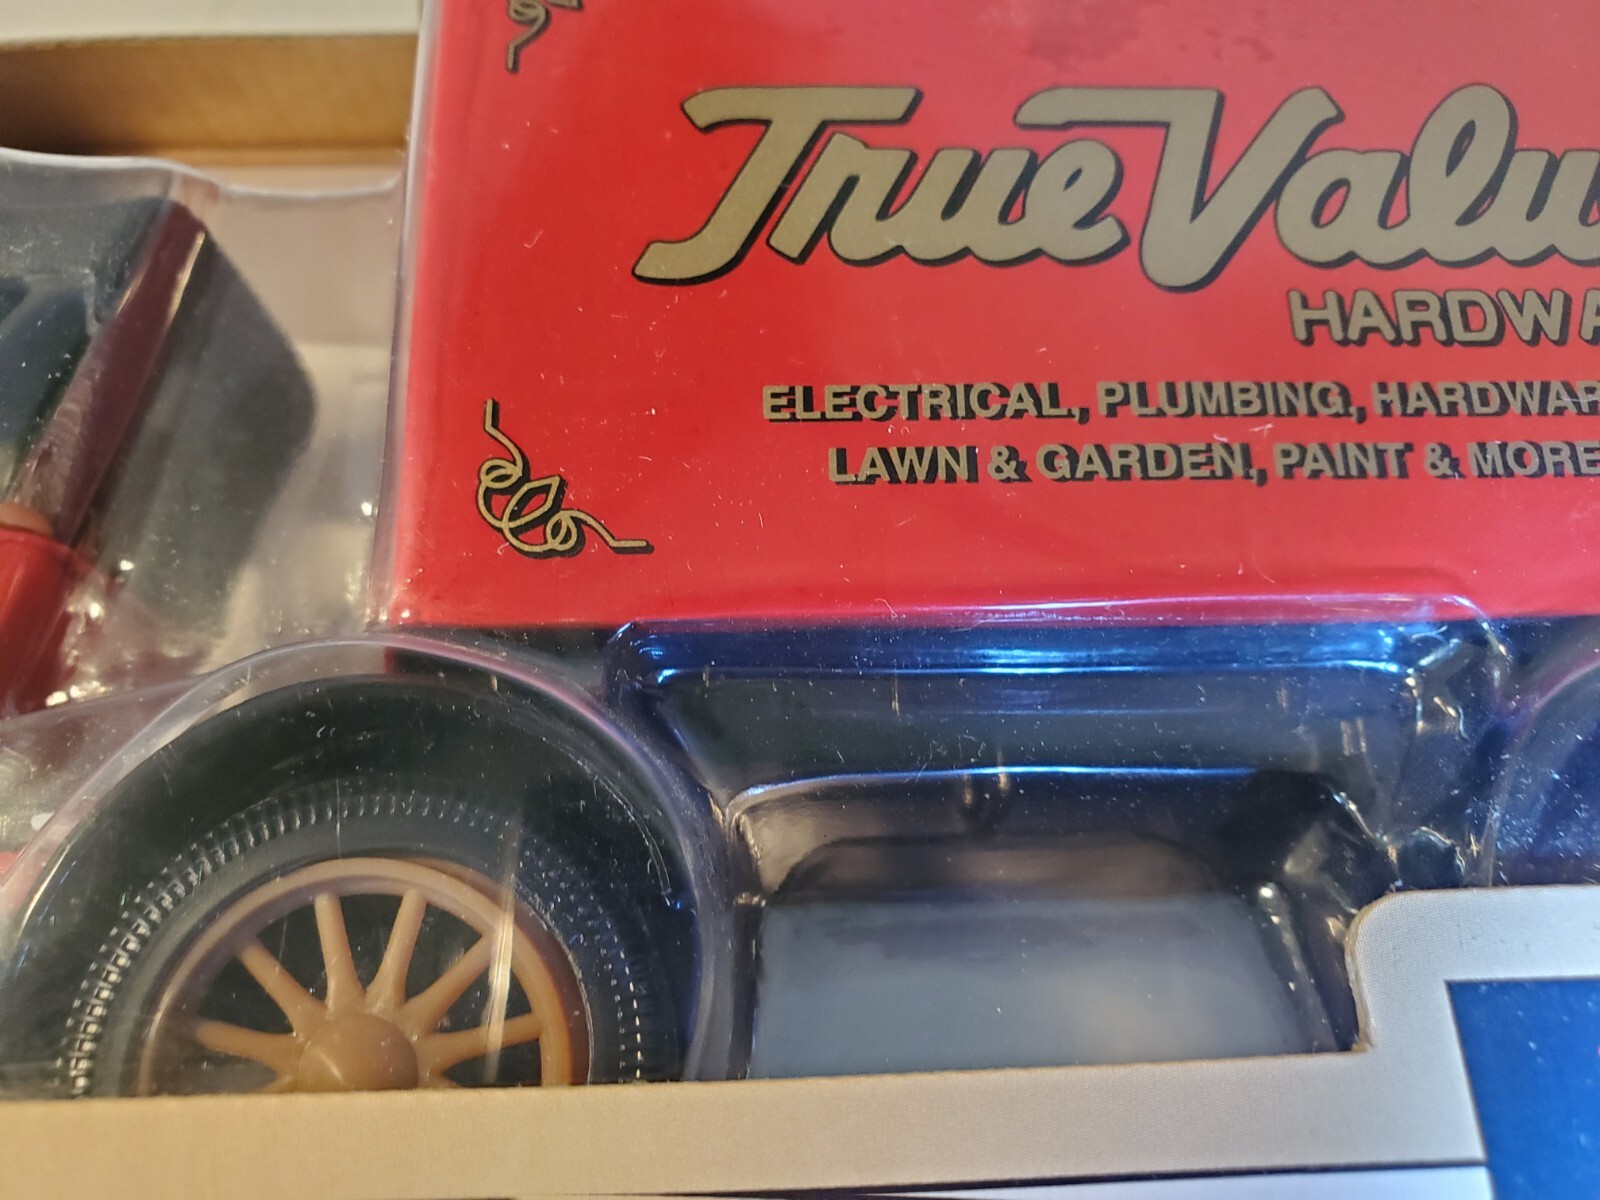 True Valu
HARDWA
ELECTRICAL, PLUMBING, HARDWAR
LAWN & GARDEN, PAINT & MORE